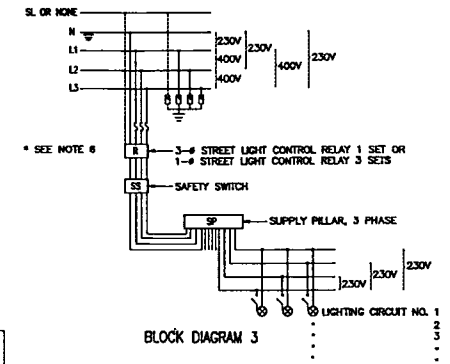 SL OR NONE
N
L1
L2
L3
230V
400V
400V
230V
400V
230V
* SEE NOTE 6
R
3-ø STREET LIGHT CONTROL RELAY 1 SET OR
1-ø STREET LIGHT CONTROL RELAY 3 SETS
SS
SAFETY SWITCH
SP
SUPPLY PILLAR, 3 PHASE
230V
230V
230V
LIGHTING CIRCUIT NO. 1
2
3
BLOCK DIAGRAM 3